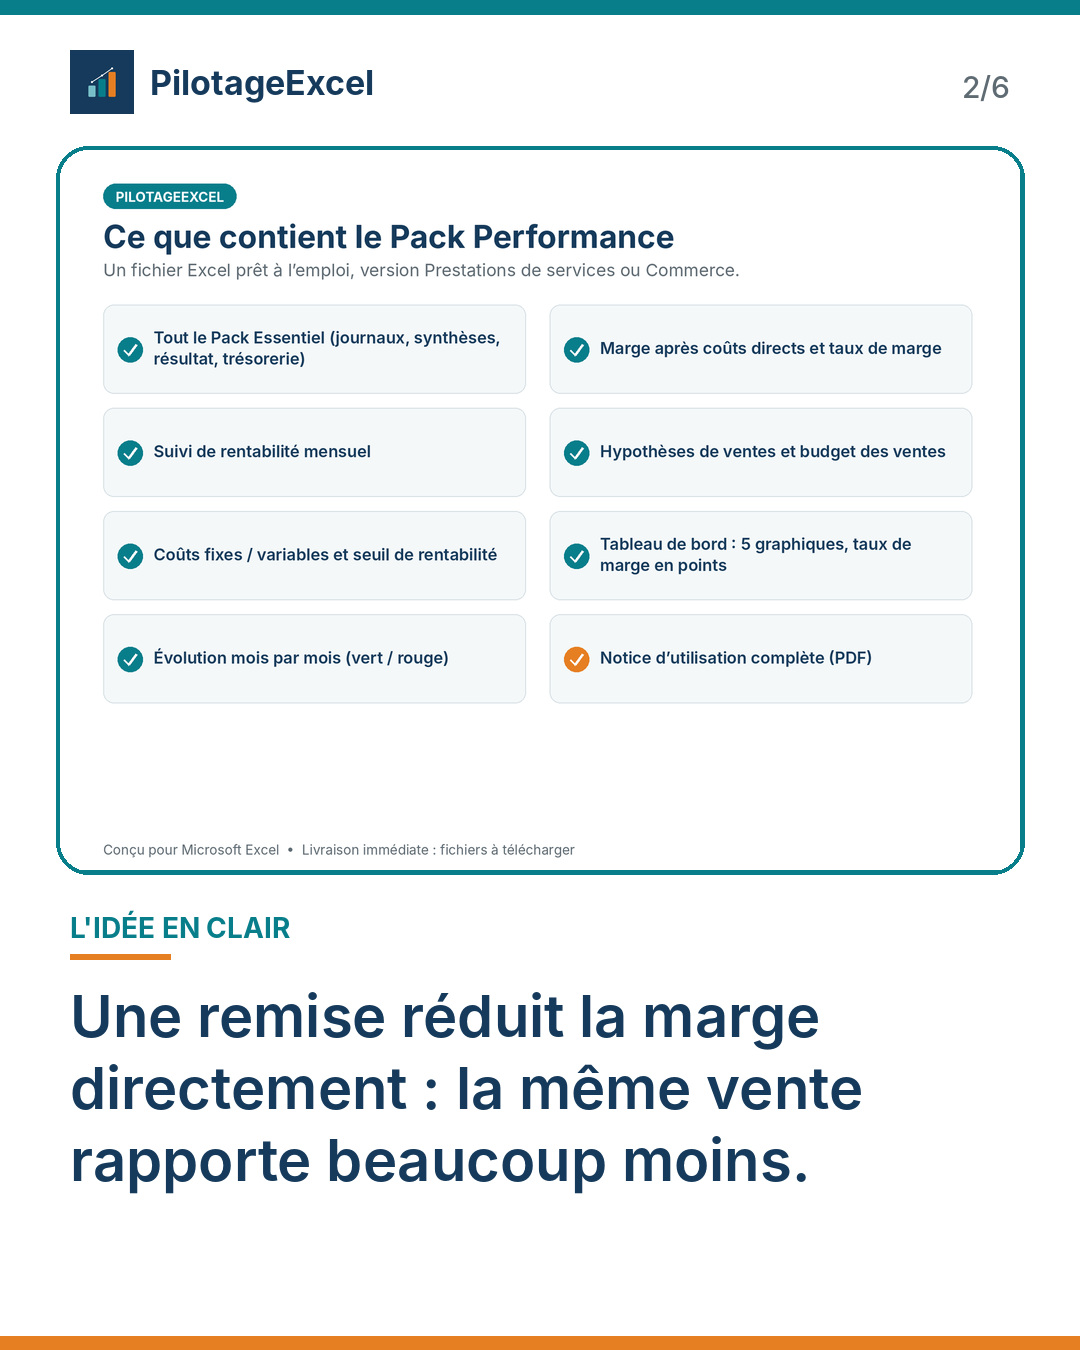 PilotageExcel
2/6
PILOTAGEEXCEL
Ce que contient le Pack Performance
Un fichier Excel prêt à l’emploi, version Prestations de services ou Commerce.
Tout le Pack Essentiel (journaux, synthèses,
résultat, trésorerie)
Marge après coûts directs et taux de marge
Suivi de rentabilité mensuel
Hypothèses de ventes et budget des ventes
Coûts fixes / variables et seuil de rentabilité
Tableau de bord : 5 graphiques, taux de
marge en points
Évolution mois par mois (vert / rouge)
Notice d’utilisation complète (PDF)
Conçu pour Microsoft Excel • Livraison immédiate : fichiers à télécharger
L'IDÉE EN CLAIR
Une remise réduit la marge
directement : la même vente
rapporte beaucoup moins.